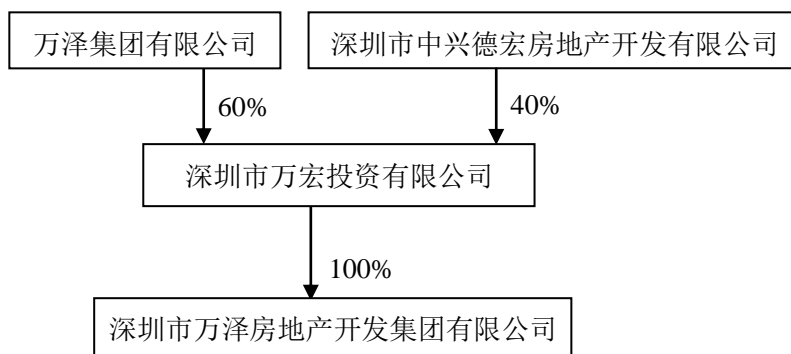 万泽集团有限公司
深圳市中兴德宏房地产开发有限公司
60%
40%
深圳市万宏投资有限公司
100%
深圳市万泽房地产开发集团有限公司